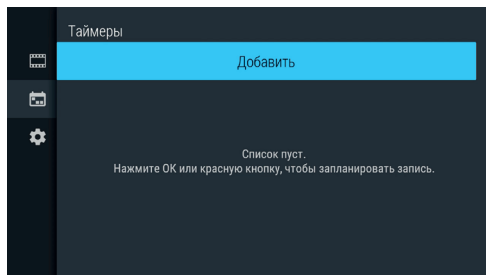 Таймеры
Добавить
Список пуст.
Нажмите ОК или красную кнопку, чтобы запланировать запись.